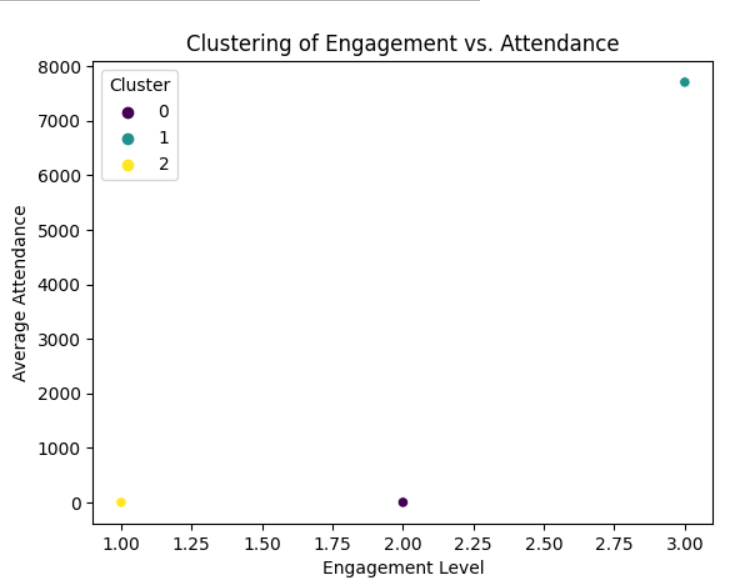 Clustering of Engagement vs. Attendance
Cluster
0
1
2
Average Attendance
8000
7000
6000
5000
4000
3000
2000
1000
0
1.00 1.25 1.50 1.75 2.00 2.25 2.50 2.75 3.00
Engagement Level